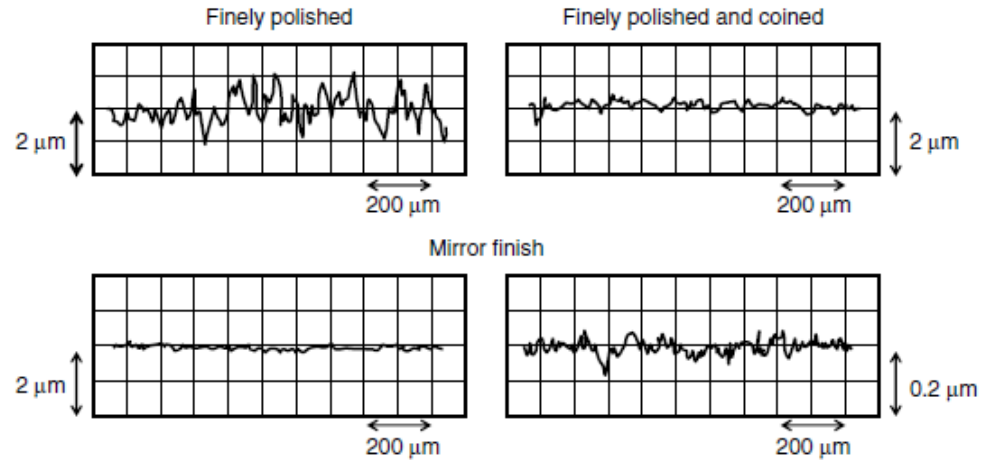 Finely polished
Finely polished and coined
2 μm
2 μm
200 μm
200 μm
Mirror finish
2 μm
0.2 μm
200 μm
200 μm